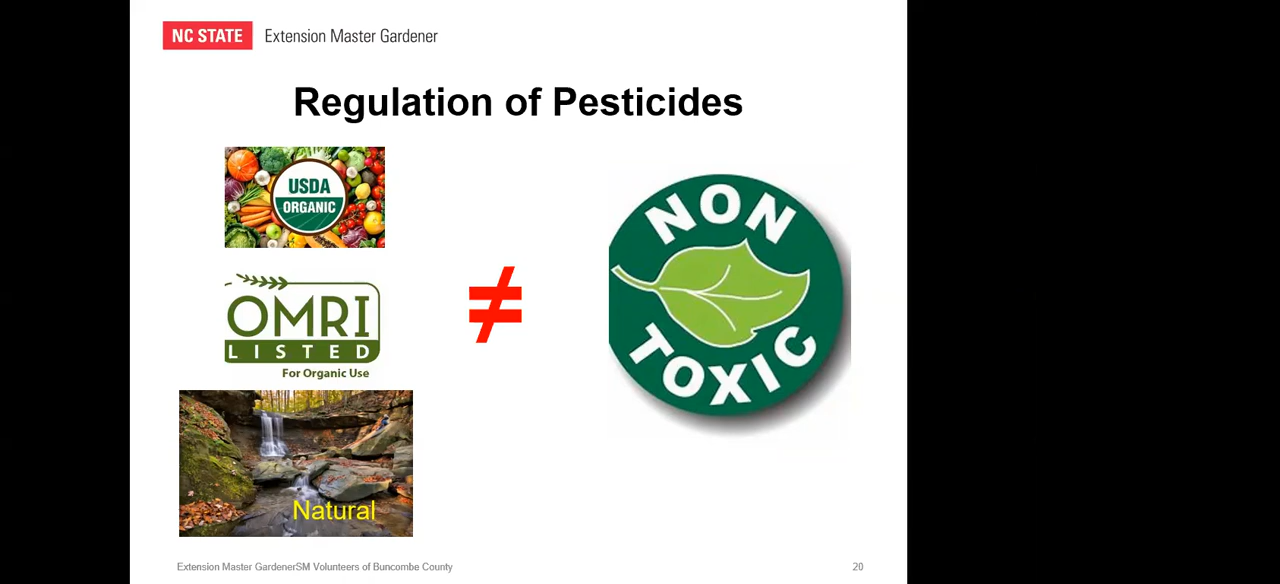 NC STATE Extension Master Gardener
Regulation of Pesticides
USDA
ORGANIC
OMRI
LISTED
For Organic Use
Natural
≠
NON
TOXIC
Extension Master GardenerSM Volunteers of Buncombe County 20